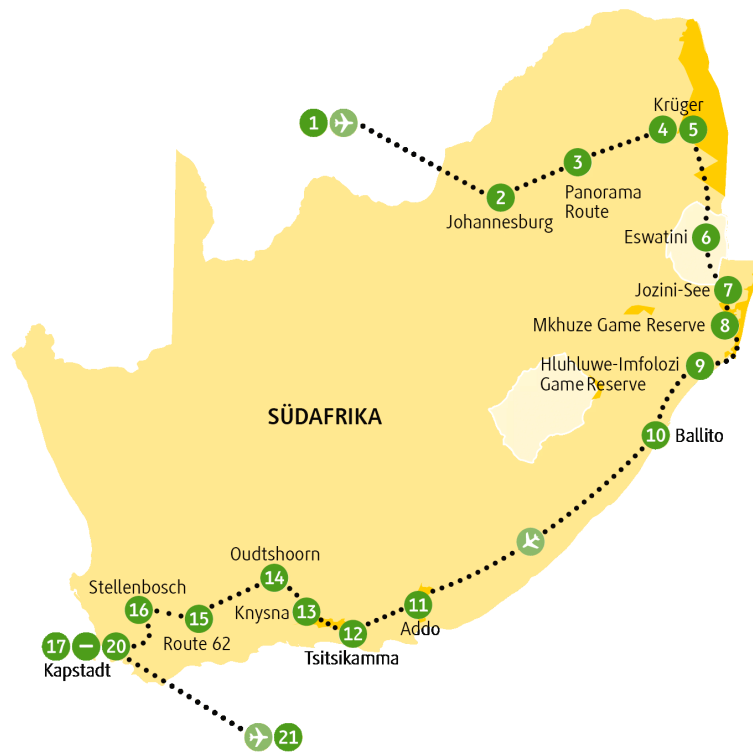 Krüger
1
4
5
3
2
Panorama
Route
Johannesburg
Eswatini
6
Jozini-See
7
Mkhuze Game Reserve
8
Hluhluwe-Imfolozi
Game Reserve
9
SÜDAFRIKA
10
Ballito
Oudtshoorn
14
Stellenbosch
16
15
Knysna
13
11
Addo
12
Route 62
Tsitsikamma
17
–
20
Kapstadt
21